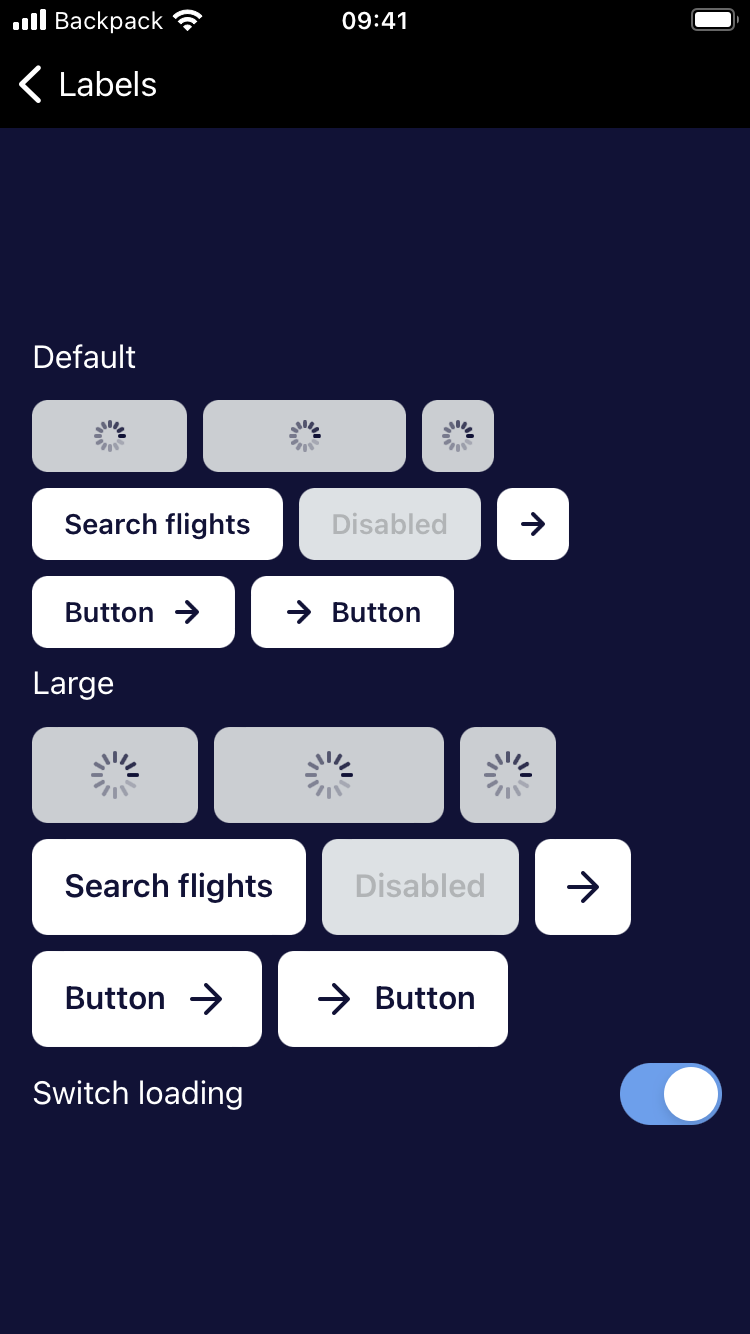 Backpack 09:41
Labels
Default
Search flights Disabled
Button Button
Large
Search flights Disabled
Button Button
Switch loading